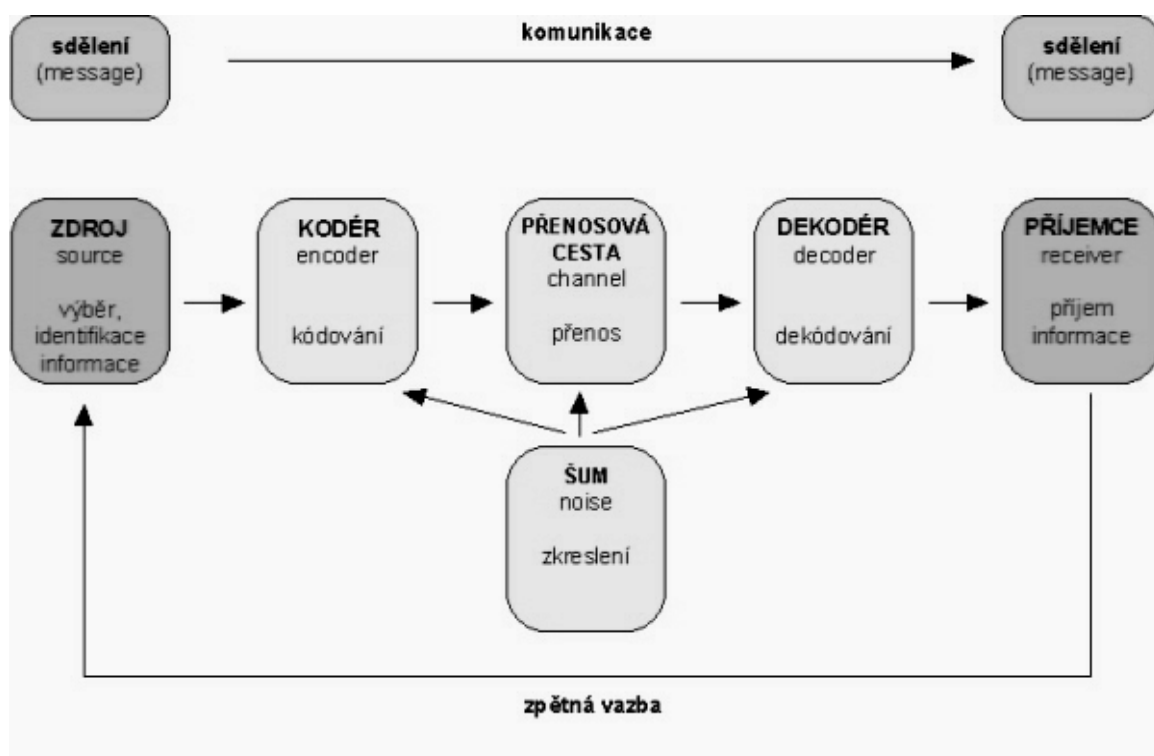 sdělení
(message)
komunikace
sdělení
(message)
ZDROJ
source
výběr,
identifikace
informace
KODÉR
encoder
kódování
PŘENOSOVÁ
CESTA
channel
přenos
DEKODÉR
decoder
dekódování
PŘÍJEMCE
receiver
příjem
informace
ŠUM
noise
zkreslení
zpětná vazba